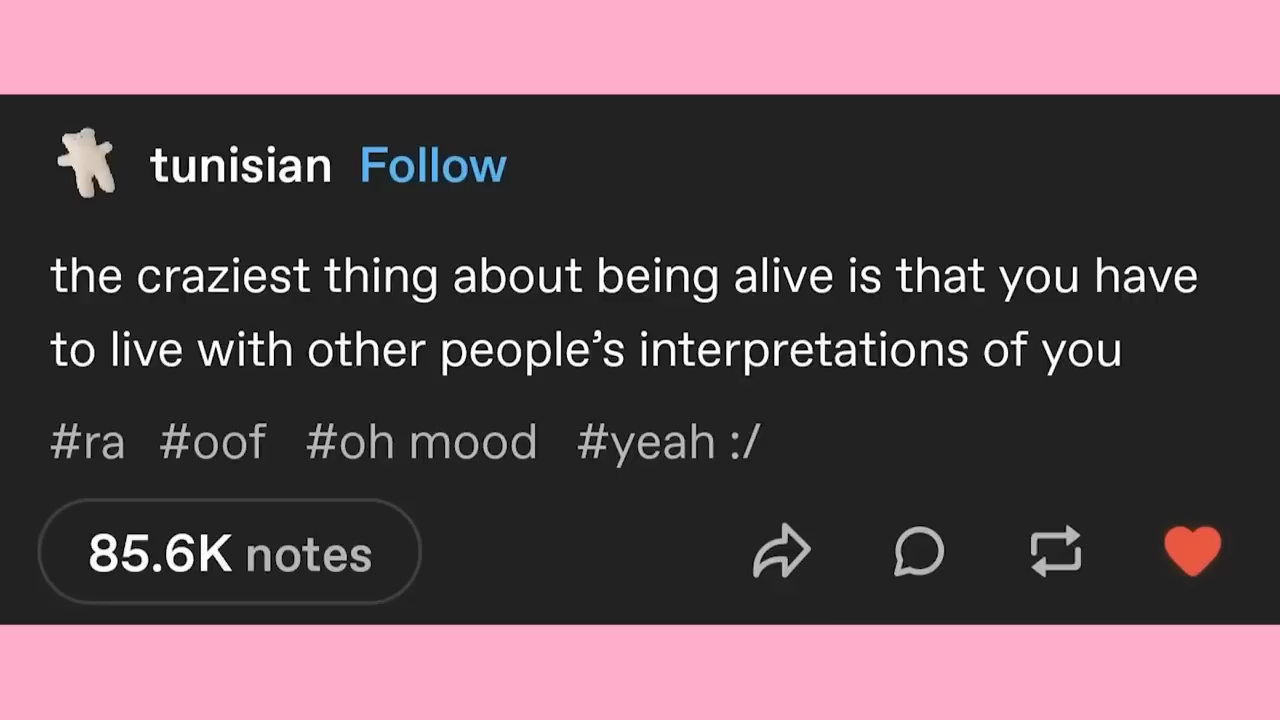 tunisian Follow
the craziest thing about being alive is that you have
to live with other people’s interpretations of you
#ra #oof #oh mood #yeah :/
85.6K notes